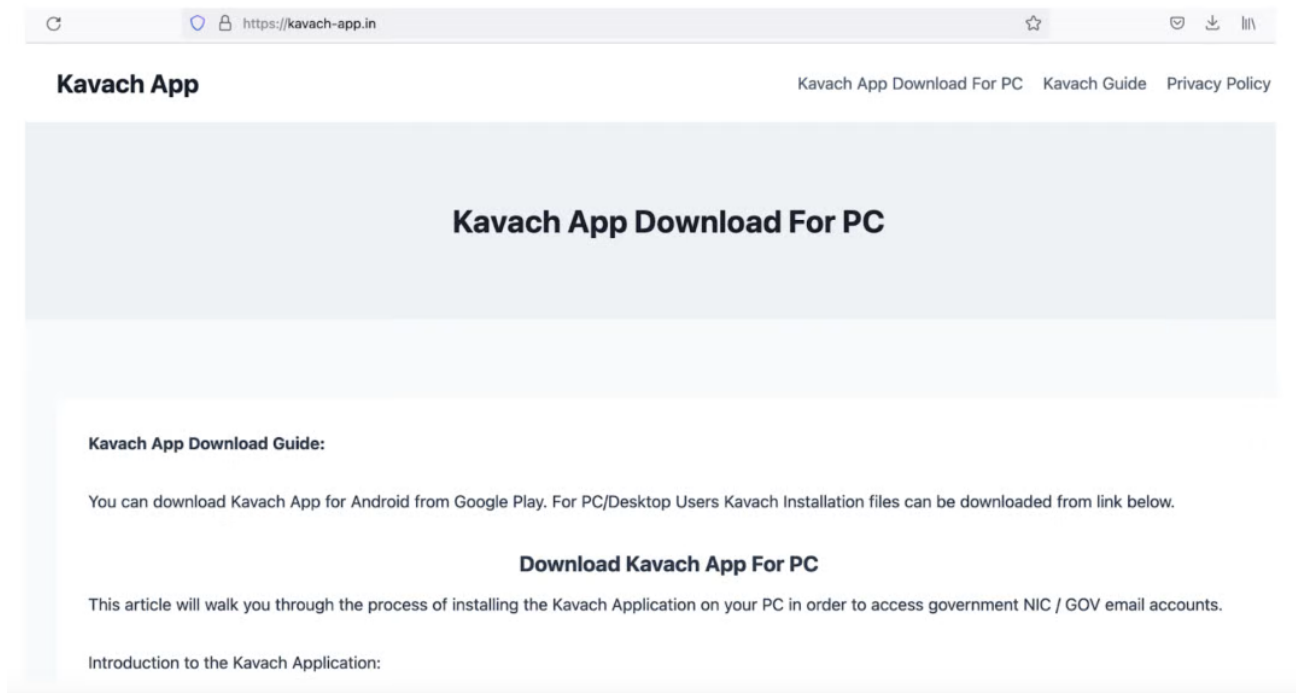 https://kavach-app.in
Kavach App
Kavach App Download For PC Kavach Guide Privacy Policy
Kavach App Download For PC
Kavach App Download Guide:
You can download Kavach App for Android from Google Play. For PC/Desktop Users Kavach Installation files can be downloaded from link below.
Download Kavach App For PC
This article will walk you through the process of installing the Kavach Application on your PC in order to access government NIC / GOV email accounts.
Introduction to the Kavach Application: